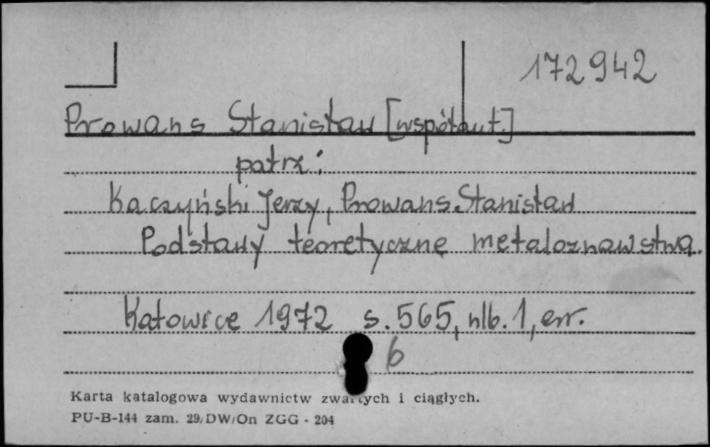 172942
Prowans Stanisław [współaut.]
patrz:
Kaczyński Jerzy, Prowans Stanisław
Podstawy teoretyczne metaloznawstwa.
Katowice 1972 s. 565, nlb. 1, err.
6
Karta katalogowa wydawnictw zwartych i ciągłych.
PU-B-144 zam. 29/DW/On ZGG - 204